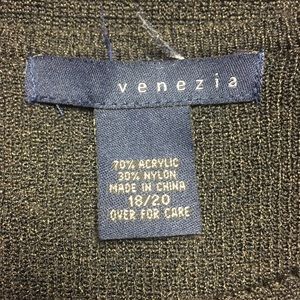 venezia
70% ACRYLIC
30% NYLON
MADE IN CHINA
18/20
OVER FOR CARE